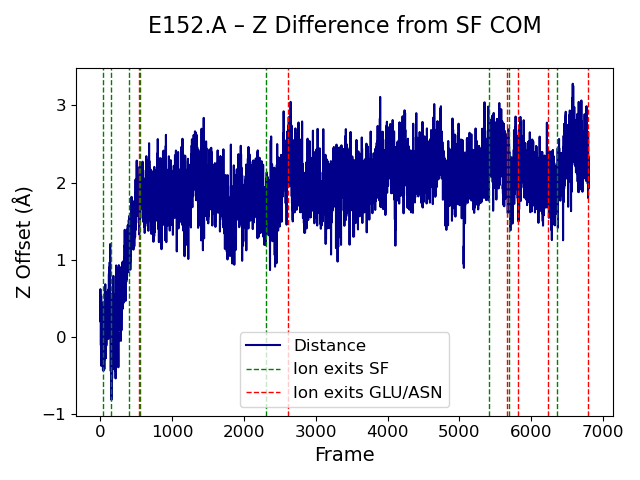 E152.A – Z Difference from SF COM
Z Offset (Å)
3
2
1
0
−1
Distance
Ion exits SF
Ion exits GLU/ASN
0 1000 2000 3000 4000 5000 6000 7000
Frame